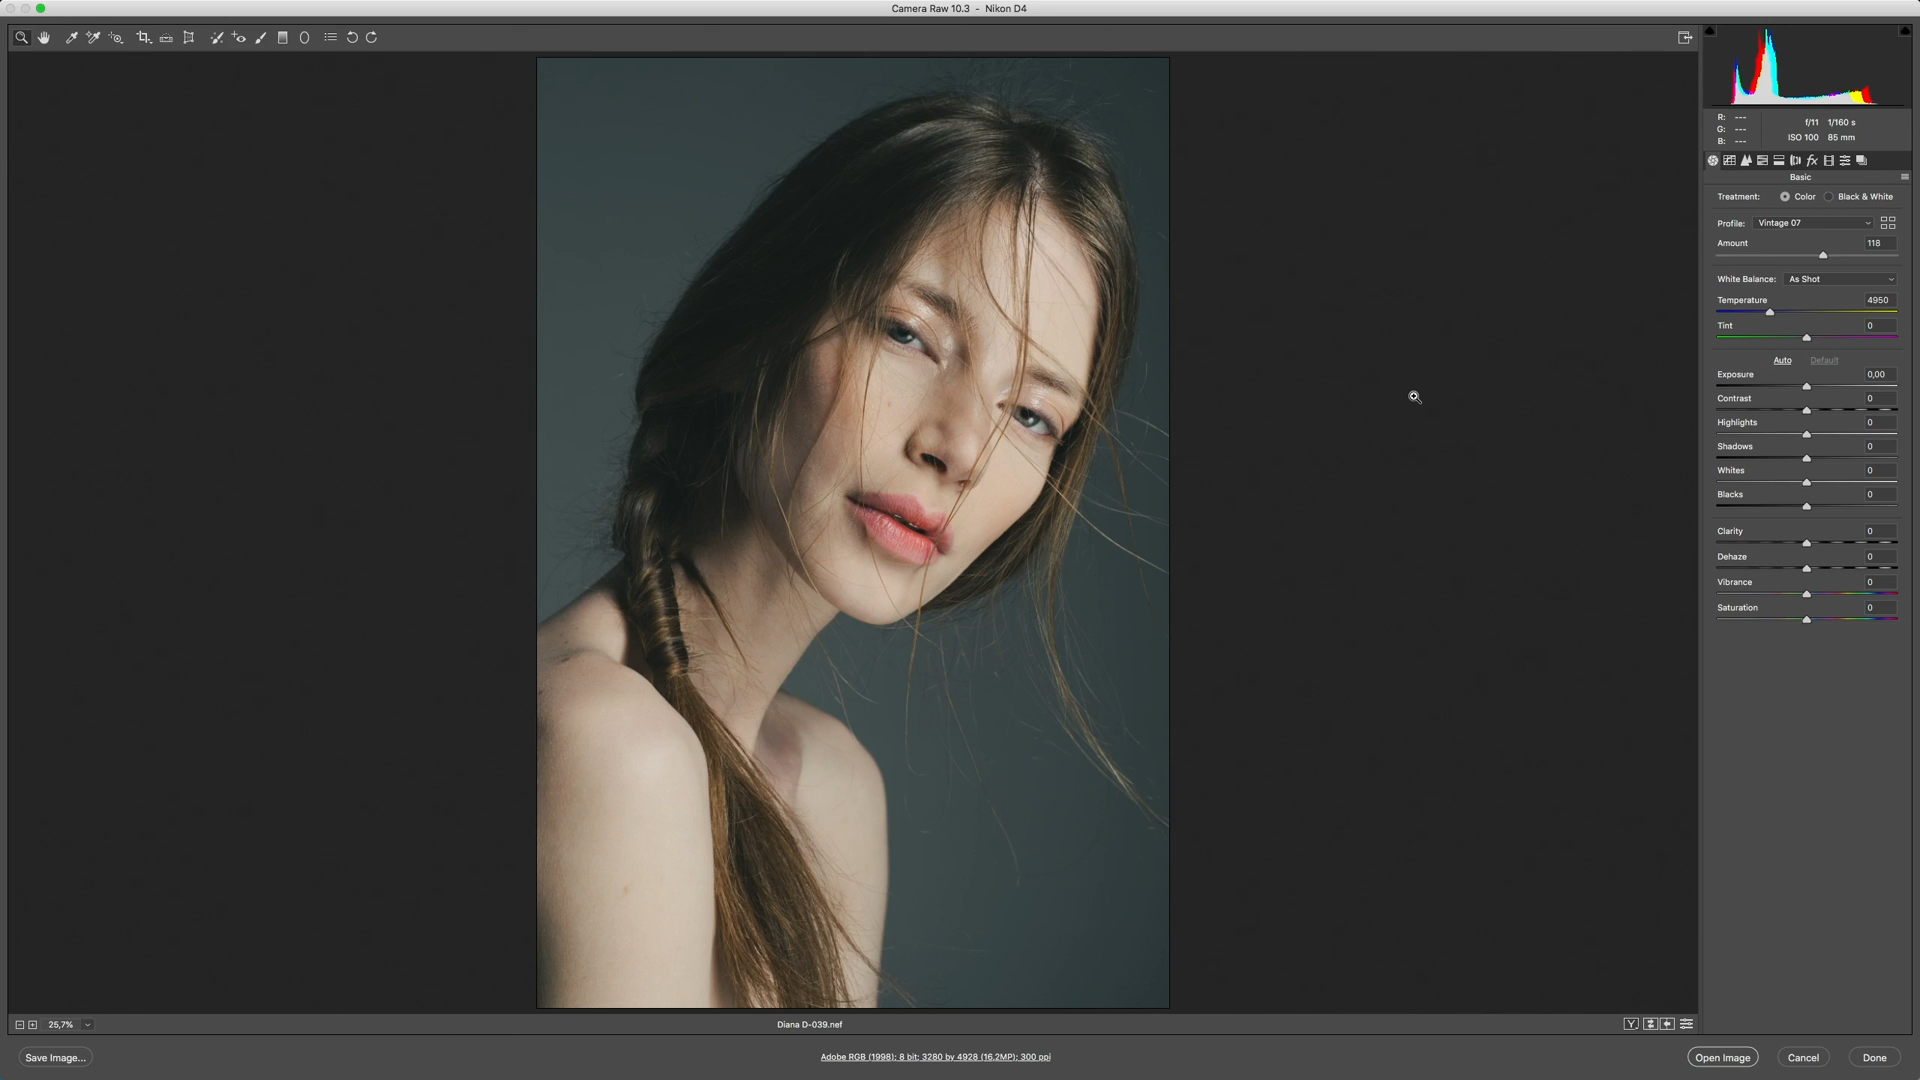 Camera Raw 10.3 - Nikon D4
R: ---
G: ---
B: ---
f/11 1/160 s
ISO 100 85 mm
Basic
Treatment: Color Black & White
Profile: Vintage 07
Amount 118
White Balance: As Shot
Temperature 4950
Tint 0
Auto Default
Exposure 0,00
Contrast 0
Highlights 0
Shadows 0
Whites 0
Blacks 0
Clarity 0
Dehaze 0
Vibrance 0
Saturation 0
25,7%
Diana D-039.nef
Y
Save Image...
Adobe RGB (1998); 8 bit; 3280 by 4928 (16,2MP); 300 ppi
Open Image Cancel Done